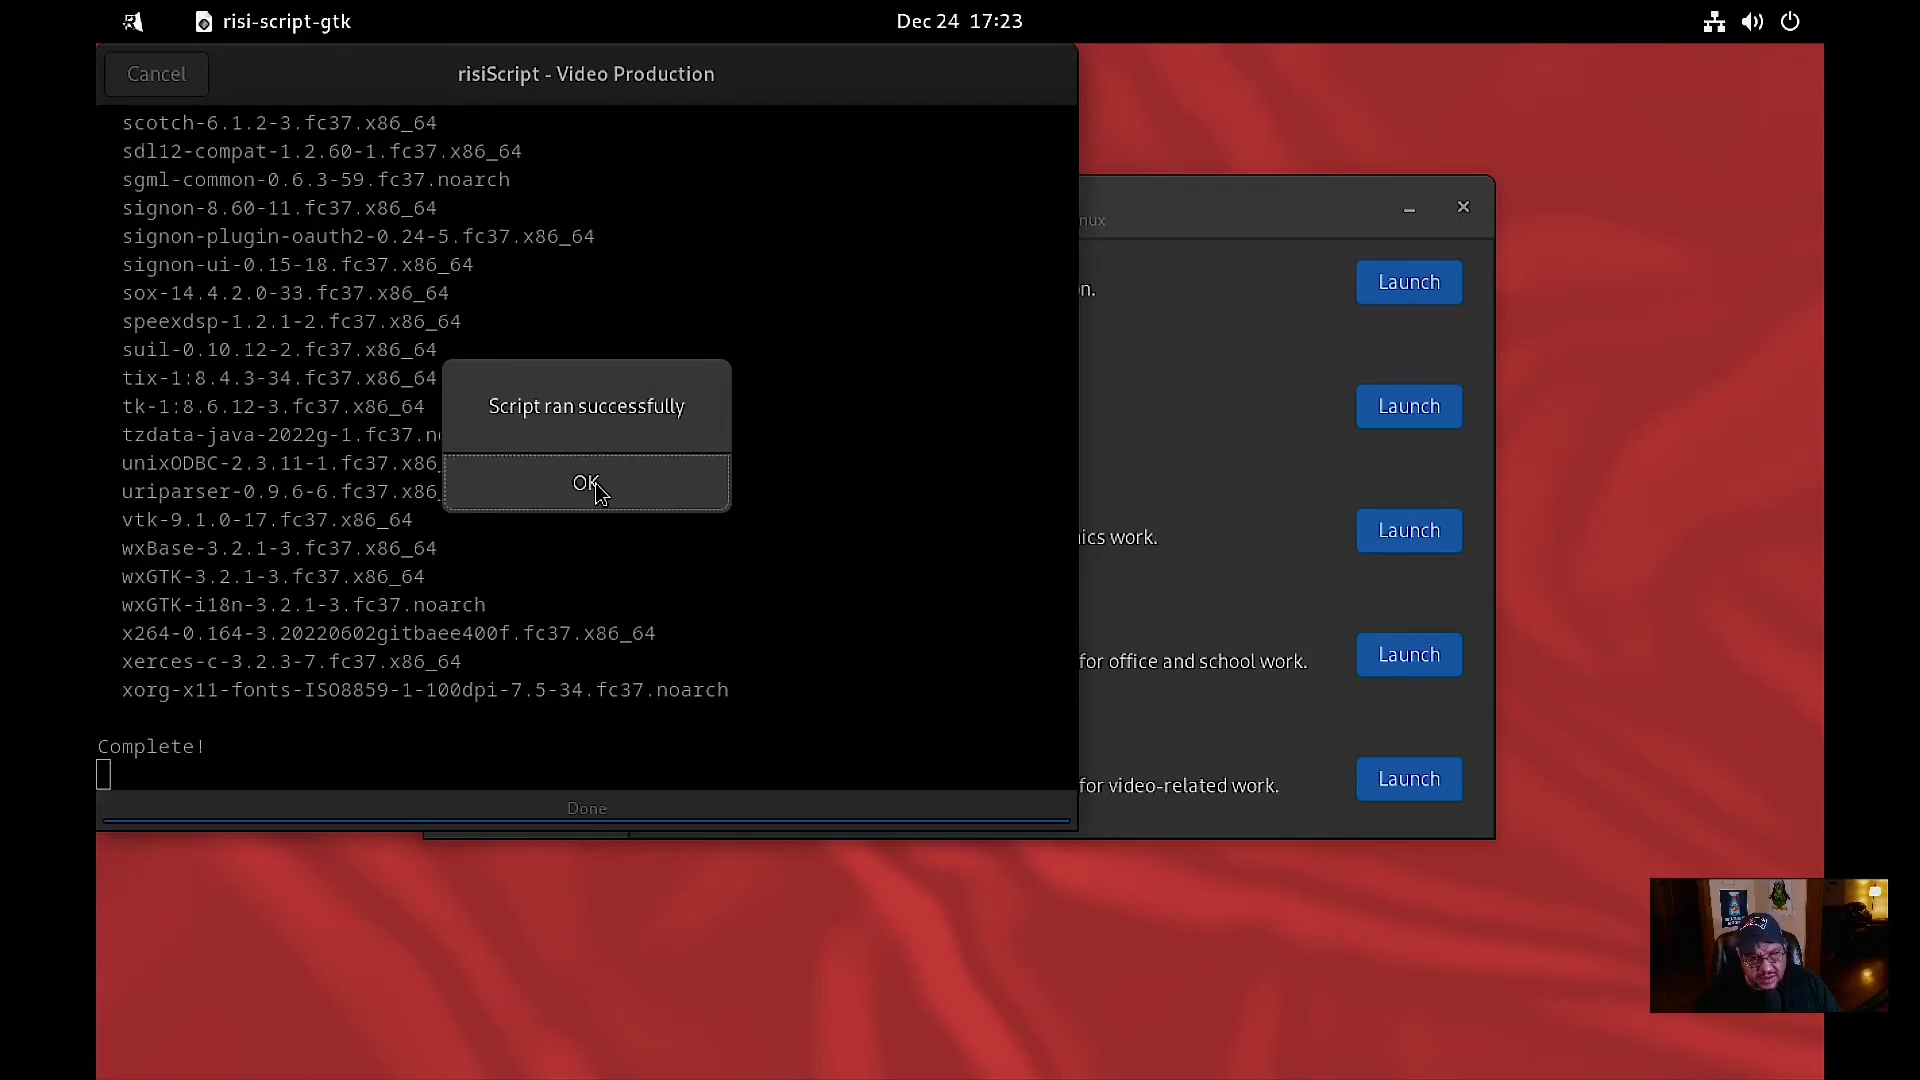 risi-script-gtk
Dec 24 17:23
Cancel
risiScript - Video Production
scotch-6.1.2-3.fc37.x86_64
sdl12-compat-1.2.60-1.fc37.x86_64
sgml-common-0.6.3-59.fc37.noarch
signon-8.60-11.fc37.x86_64
signon-plugin-oauth2-0.24-5.fc37.x86_64
signon-ui-0.15-18.fc37.x86_64
sox-14.4.2.0-33.fc37.x86_64
speexdsp-1.2.1-2.fc37.x86_64
suil-0.10.12-2.fc37.x86_64
tix-1:8.4.3-34.fc37.x86_64
tk-1:8.6.12-3.fc37.x86_64
tzdata-java-2022g-1.fc37.no
unixODBC-2.3.11-1.fc37.x86_
uriparser-0.9.6-6.fc37.x86_
vtk-9.1.0-17.fc37.x86_64
wxBase-3.2.1-3.fc37.x86_64
wxGTK-3.2.1-3.fc37.x86_64
wxGTK-i18n-3.2.1-3.fc37.noarch
x264-0.164-3.20220602gitbaee400f.fc37.x86_64
xerces-c-3.2.3-7.fc37.x86_64
xorg-x11-fonts-ISO8859-1-100dpi-7.5-34.fc37.noarch
Complete!
Done
Script ran successfully
OK
nux
n.
Launch
Launch
ics work.
Launch
for office and school work.
Launch
for video-related work.
Launch